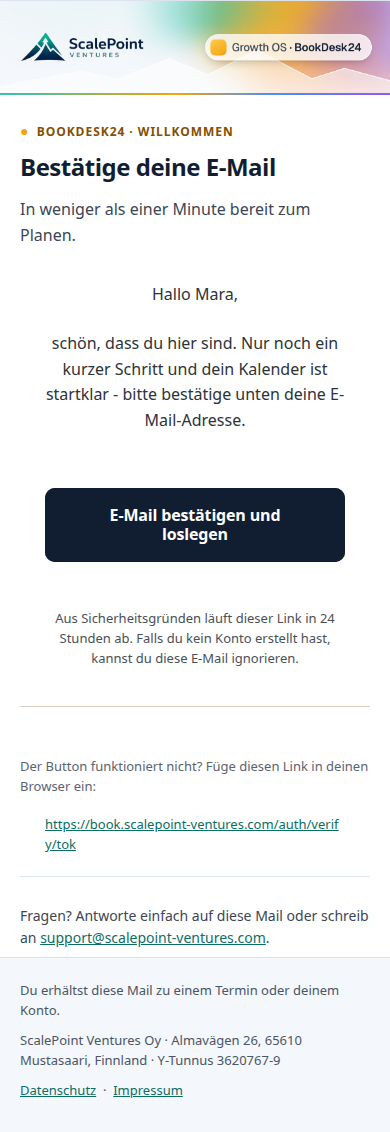 ScalePoint
VENTURES
Growth OS · BookDesk24
BOOKDESK24 · WILLKOMMEN
Bestätige deine E-Mail
In weniger als einer Minute bereit zum
Planen.
Hallo Mara,
schön, dass du hier sind. Nur noch ein
kurzer Schritt und dein Kalender ist
startklar - bitte bestätige unten deine E-
Mail-Adresse.
E-Mail bestätigen und
loslegen
Aus Sicherheitsgründen läuft dieser Link in 24
Stunden ab. Falls du kein Konto erstellt hast,
kannst du diese E-Mail ignorieren.
Der Button funktioniert nicht? Füge diesen Link in deinen
Browser ein:
https://book.scalepoint-ventures.com/auth/verif
y/tok
Fragen? Antworte einfach auf diese Mail oder schreib
an support@scalepoint-ventures.com.
Du erhältst diese Mail zu einem Termin oder deinem
Konto.
ScalePoint Ventures Oy · Almavägen 26, 65610
Mustasaari, Finnland · Y-Tunnus 3620767-9
Datenschutz · Impressum